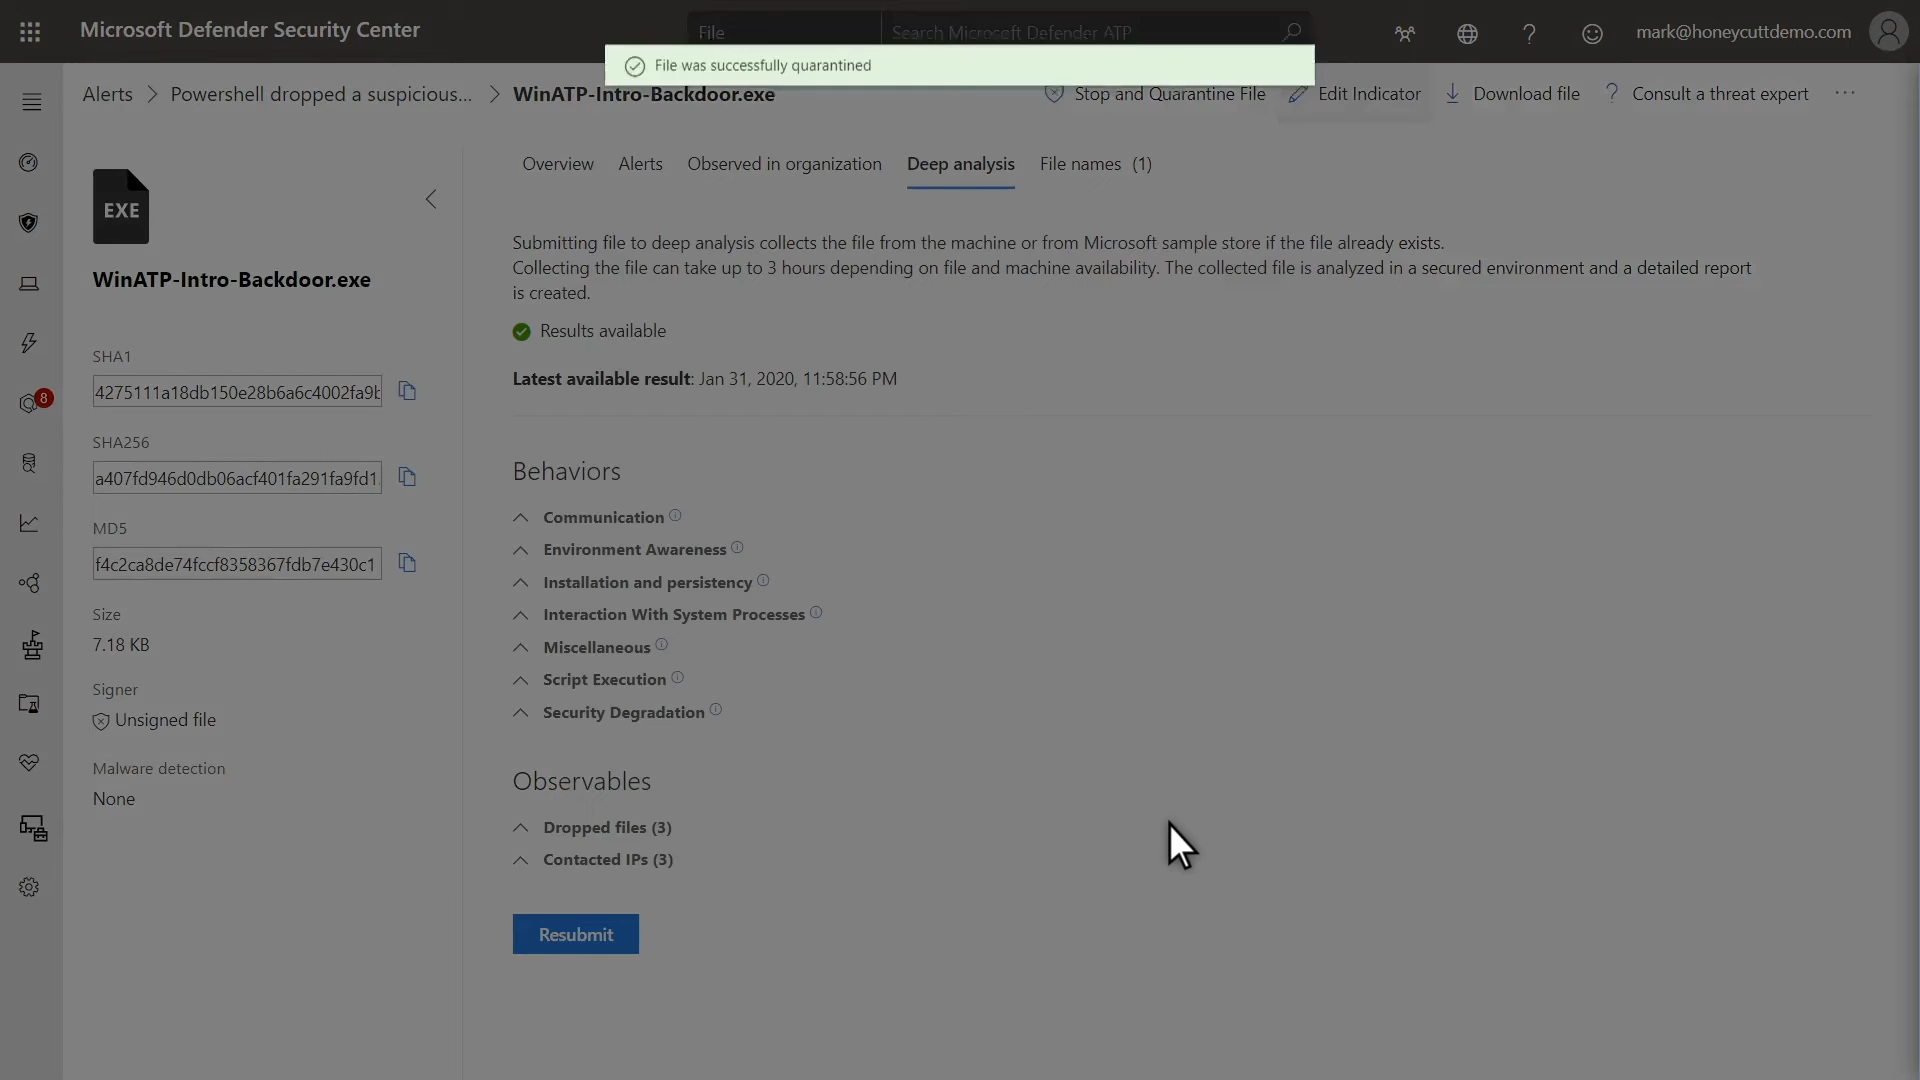 Microsoft Defender Security Center
File
Search Microsoft Defender ATP
mark@honeycuttdemo.com
File was successfully quarantined
Alerts
Powershell dropped a suspicious...
WinATP-Intro-Backdoor.exe
Stop and Quarantine File
Edit Indicator
Download file
Consult a threat expert
EXE
WinATP-Intro-Backdoor.exe
SHA1
4275111a18db150e28b6a6c4002fa9b
SHA256
a407fd946d0db06acf401fa291fa9fd1
MD5
f4c2ca8de74fccf8358367fdb7e430c1
Size
7.18 KB
Signer
Unsigned file
Malware detection
None
8
Overview
Alerts
Observed in organization
Deep analysis
File names (1)
Submitting file to deep analysis collects the file from the machine or from Microsoft sample store if the file already exists.
Collecting the file can take up to 3 hours depending on file and machine availability. The collected file is analyzed in a secured environment and a detailed report
is created.
Results available
Latest available result: Jan 31, 2020, 11:58:56 PM
Behaviors
Communication
Environment Awareness
Installation and persistency
Interaction With System Processes
Miscellaneous
Script Execution
Security Degradation
Observables
Dropped files (3)
Contacted IPs (3)
Resubmit